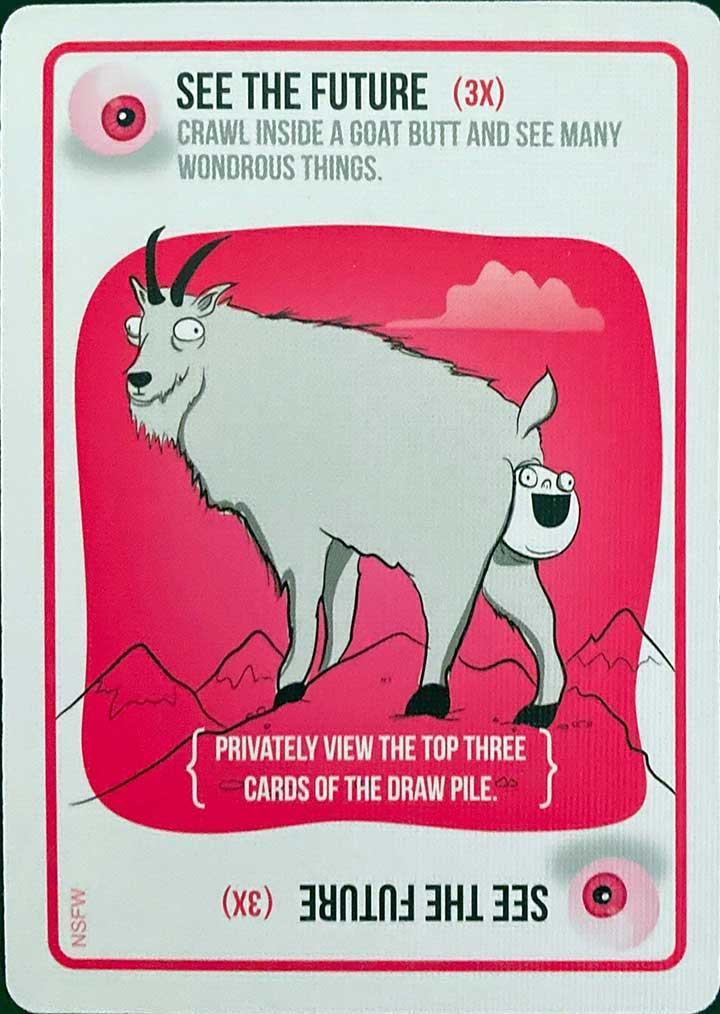 SEE THE FUTURE (3X)
CRAWL INSIDE A GOAT BUTT AND SEE MANY
WONDROUS THINGS.
PRIVATELY VIEW THE TOP THREE
CARDS OF THE DRAW PILE.
SEE THE FUTURE (3X)
NSFW